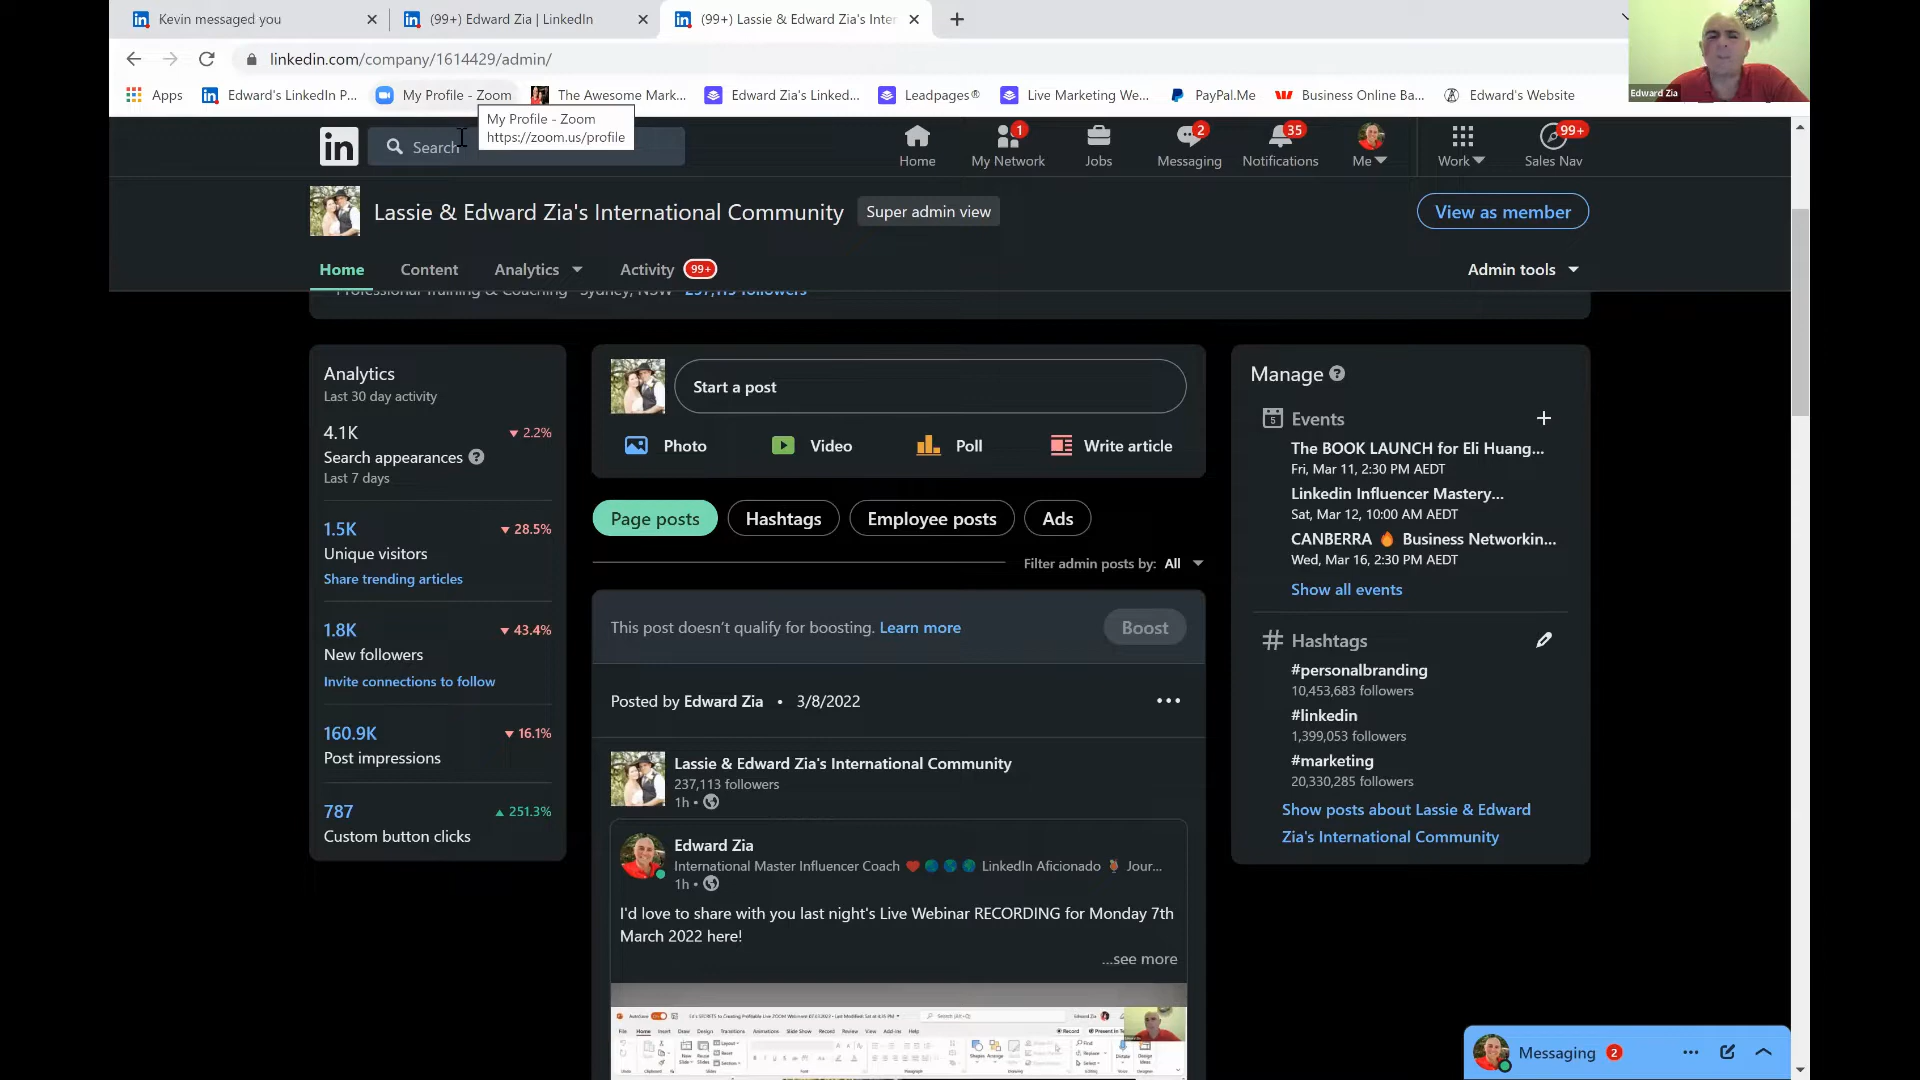 Kevin messaged you
(99+) Edward Zia | LinkedIn
(99+) Lassie & Edward Zia's Inter
linkedin.com/company/1614429/admin/
Apps
Edward's LinkedIn P...
My Profile - Zoom
The Awesome Mark...
Edward Zia's Linked...
Leadpages®
Live Marketing We...
PayPal.Me
Business Online Ba...
Edward's Website
Edward Zia
My Profile - Zoom
https://zoom.us/profile
in
Search
Home
1
My Network
Jobs
2
Messaging
35
Notifications
Me
Work
99+
Sales Nav
Lassie & Edward Zia's International Community
Super admin view
View as member
Home
Content
Analytics
Activity 99+
Admin tools
Professional Training & Coaching Sydney, NSW 237,113 followers
Analytics
Last 30 day activity
4.1K
2.2%
Search appearances
Last 7 days
1.5K
28.5%
Unique visitors
Share trending articles
1.8K
43.4%
New followers
Invite connections to follow
160.9K
16.1%
Post impressions
787
251.3%
Custom button clicks
Start a post
Photo
Video
Poll
Write article
Page posts
Hashtags
Employee posts
Ads
Filter admin posts by: All
This post doesn't qualify for boosting. Learn more
Boost
Posted by Edward Zia • 3/8/2022
Lassie & Edward Zia's International Community
237,113 followers
1h •
Edward Zia
International Master Influencer Coach ❤️ 🌏 🌎 🌍 LinkedIn Aficionado 🍹 Jour...
1h •
I'd love to share with you last night's Live Webinar RECORDING for Monday 7th
March 2022 here!
...see more
Manage
5
Events
The BOOK LAUNCH for Eli Huang...
Fri, Mar 11, 2:30 PM AEDT
Linkedin Influencer Mastery...
Sat, Mar 12, 10:00 AM AEDT
CANBERRA 🔥 Business Networkin...
Wed, Mar 16, 2:30 PM AEDT
Show all events
# Hashtags
#personalbranding
10,453,683 followers
#linkedin
1,399,053 followers
#marketing
20,330,285 followers
Show posts about Lassie & Edward
Zia's International Community
Messaging 2